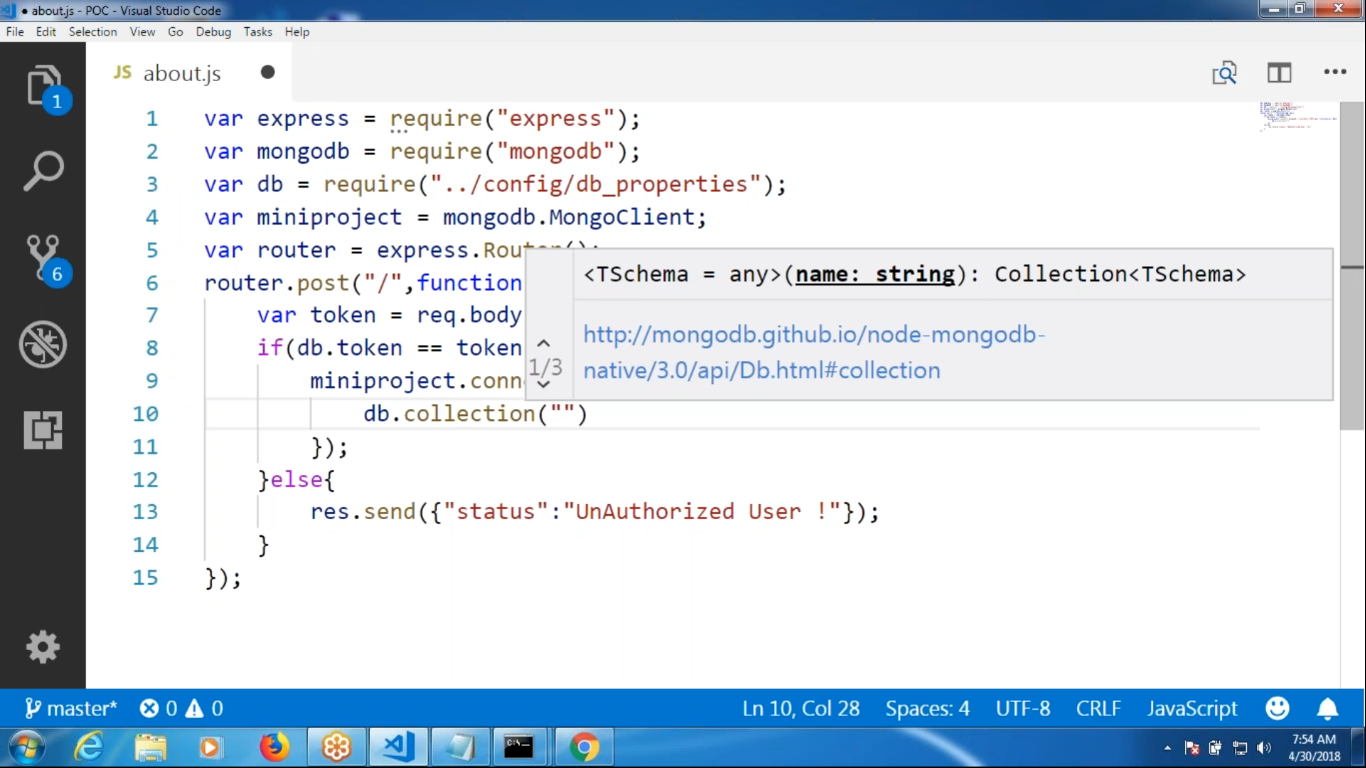 about.js - POC - Visual Studio Code
File Edit Selection View Go Debug Tasks Help
JS about.js
1 var express = require("express");
2 var mongodb = require("mongodb");
3 var db = require("../config/db_properties");
4 var miniproject = mongodb.MongoClient;
5 var router = express.Router();
6 router.post("/",function
<TSchema = any>(name: string): Collection<TSchema>
7 var token = req.body
http://mongodb.github.io/node-mongodb-
8 if(db.token == token
1/3
native/3.0/api/Db.html#collection
9 miniproject.conn
10 db.collection("")
11 });
12 }else{
13 res.send({"status":"UnAuthorized User !"});
14 }
15 });
1
6
master* 0 0 Ln 10, Col 28 Spaces: 4 UTF-8 CRLF JavaScript
7:54 AM
4/30/2018